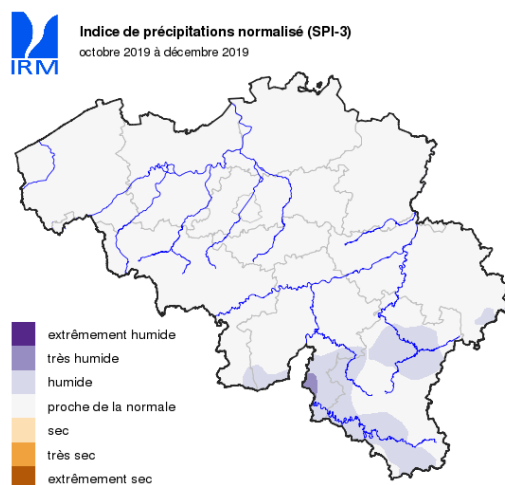 Indice de précipitations normalisé (SPI-3)
octobre 2019 à décembre 2019
IRM
extrêmement humide
très humide
humide
proche de la normale
sec
très sec
extrêmement sec